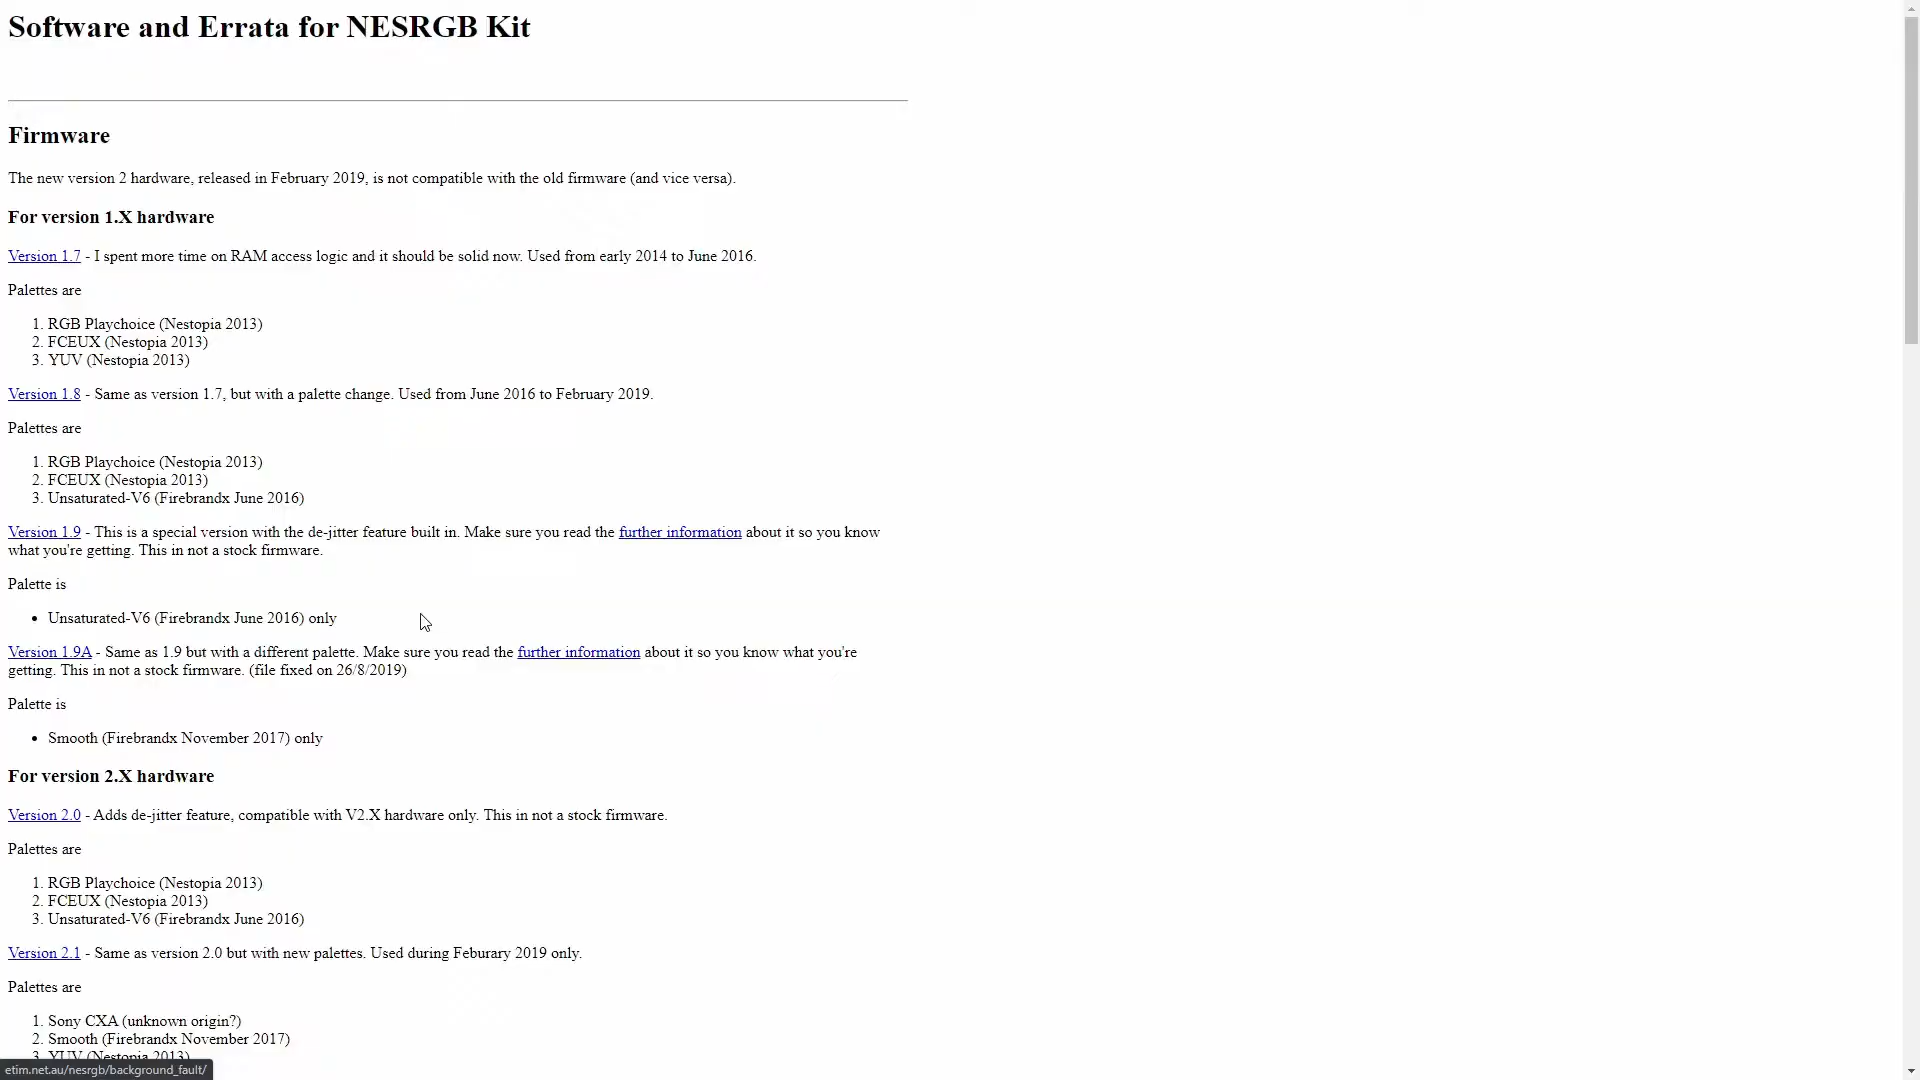 Software and Errata for NESRGB Kit
Firmware
The new version 2 hardware, released in February 2019, is not compatible with the old firmware (and vice versa).
For version 1.X hardware
Version 1.7 - I spent more time on RAM access logic and it should be solid now. Used from early 2014 to June 2016.
Palettes are
1. RGB Playchoice (Nestopia 2013)
2. FCEUX (Nestopia 2013)
3. YUV (Nestopia 2013)
Version 1.8 - Same as version 1.7, but with a palette change. Used from June 2016 to February 2019.
Palettes are
1. RGB Playchoice (Nestopia 2013)
2. FCEUX (Nestopia 2013)
3. Unsaturated-V6 (Firebrandx June 2016)
Version 1.9 - This is a special version with the de-jitter feature built in. Make sure you read the further information about it so you know
what you're getting. This in not a stock firmware.
Palette is
• Unsaturated-V6 (Firebrandx June 2016) only
Version 1.9A - Same as 1.9 but with a different palette. Make sure you read the further information about it so you know what you're
getting. This in not a stock firmware. (file fixed on 26/8/2019)
Palette is
• Smooth (Firebrandx November 2017) only
For version 2.X hardware
Version 2.0 - Adds de-jitter feature, compatible with V2.X hardware only. This in not a stock firmware.
Palettes are
1. RGB Playchoice (Nestopia 2013)
2. FCEUX (Nestopia 2013)
3. Unsaturated-V6 (Firebrandx June 2016)
Version 2.1 - Same as version 2.0 but with new palettes. Used during Feburary 2019 only.
Palettes are
1. Sony CXA (unknown origin?)
2. Smooth (Firebrandx November 2017)
3. YUV (Nestopia 2013)
etim.net.au/nesrgb/background_fault/